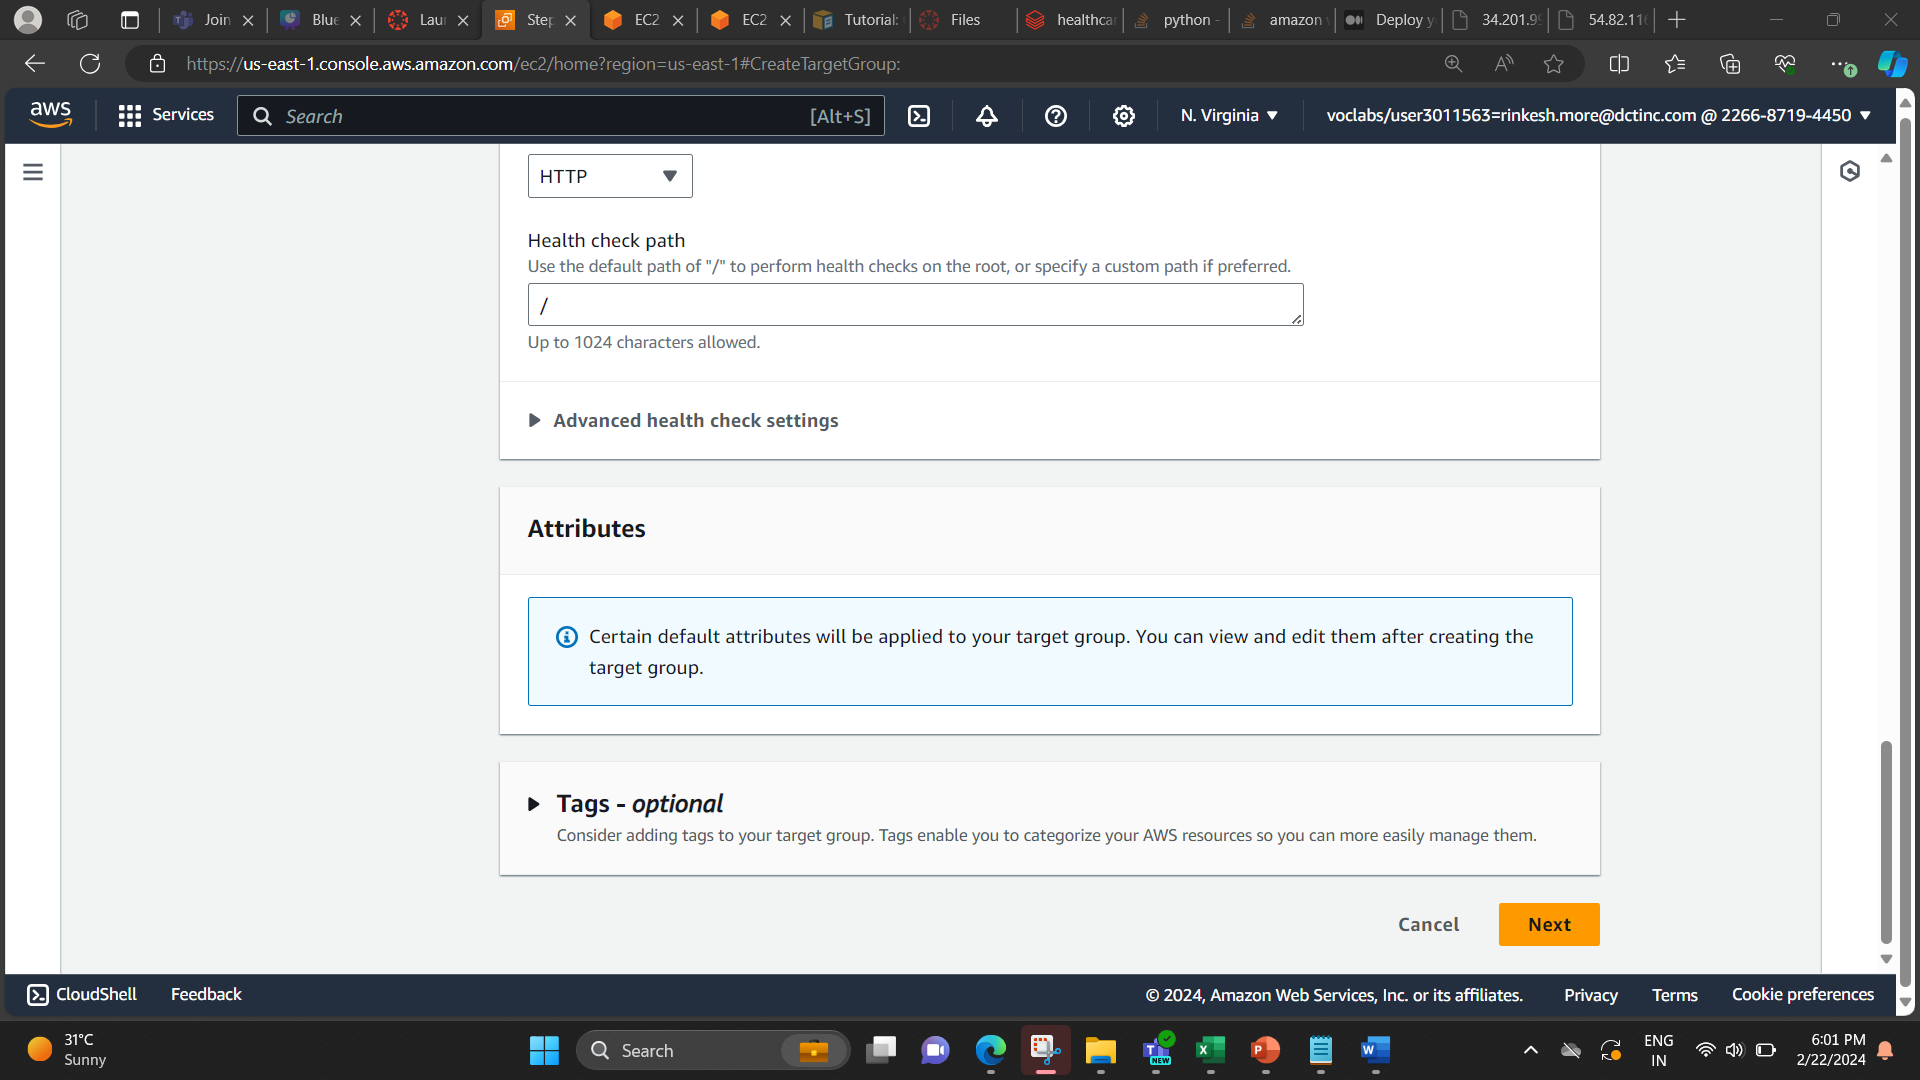 Join
Blue
Laun
Step
EC2
EC2
Tutorial:
Files
healthcar
python -
amazon
Deploy y
34.201.9
54.82.11
https://us-east-1.console.aws.amazon.com/ec2/home?region=us-east-1#CreateTargetGroup:
aws
Services
Search
[Alt+S]
N. Virginia
voclabs/user3011563=rinkesh.more@dctinc.com @ 2266-8719-4450
HTTP
Health check path
Use the default path of "/" to perform health checks on the root, or specify a custom path if preferred.
/
Up to 1024 characters allowed.
Advanced health check settings
Attributes
Certain default attributes will be applied to your target group. You can view and edit them after creating the
target group.
Tags - optional
Consider adding tags to your target group. Tags enable you to categorize your AWS resources so you can more easily manage them.
Cancel
Next
CloudShell
Feedback
© 2024, Amazon Web Services, Inc. or its affiliates.
Privacy
Terms
Cookie preferences
31°C
Sunny
Search
NEW
ENG
IN
6:01 PM
2/22/2024